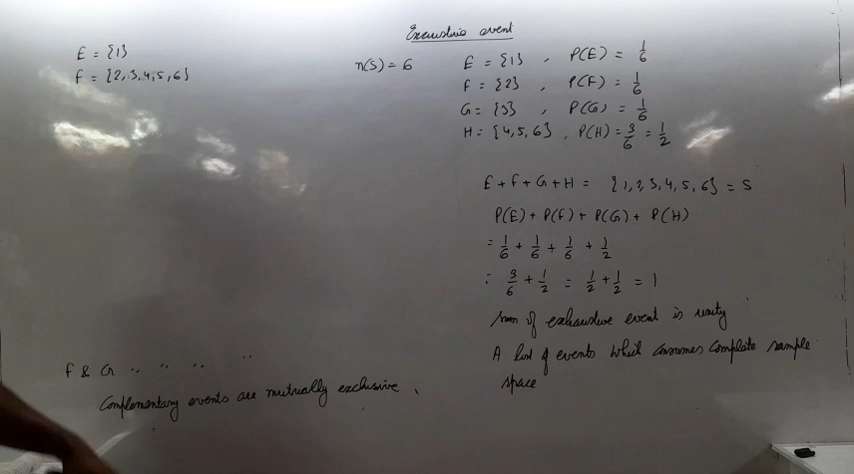 E = {1}
F = {2,3,4,5,6}
F & G " " " "
Complementary events are mutually exclusive.
Exaustris event
n(S) = 6
E = {1} , P(E) = 1/6
F = {2} , P(F) = 1/6
G = {3} , P(G) = 1/6
H = {4,5,6} , P(H) = 3/6 = 1/2
E + F + G + H = {1,2,3,4,5,6} = S
P(E) + P(F) + P(G) + P(H)
= 1/6 + 1/6 + 1/6 + 1/2
= 3/6 + 1/2 = 1/2 + 1/2 = 1
sum of exhaustive event is unity
A list of events which consumes complete sample
space